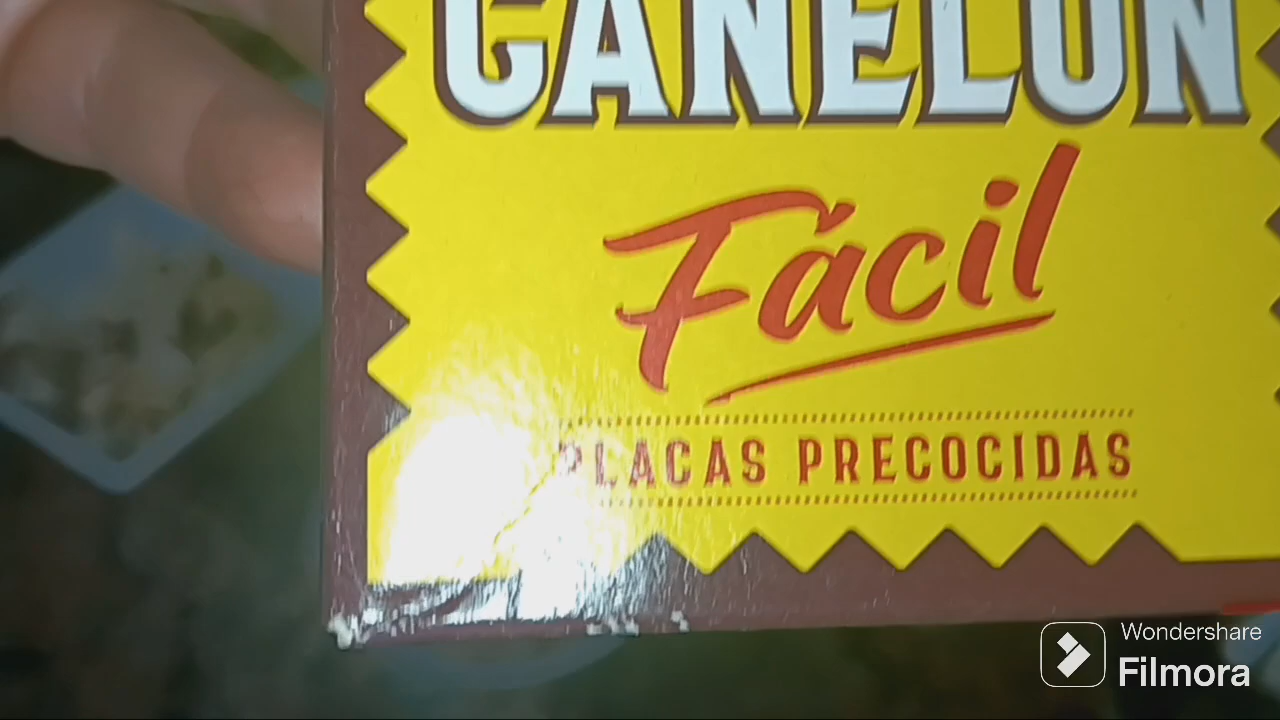 CANELON
Fácil
PLACAS PRECOCIDAS
Wondershare
Filmora